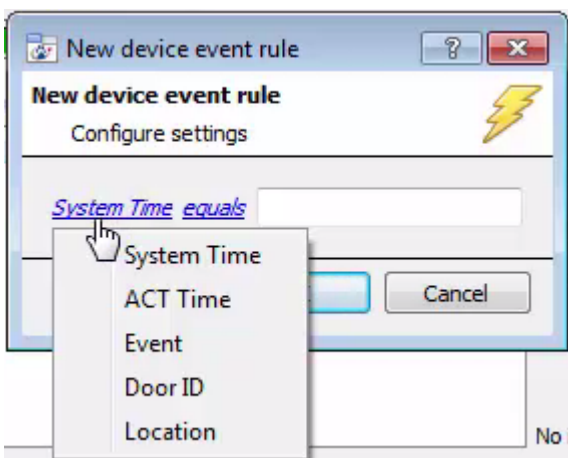 New device event rule
New device event rule
Configure settings
System Time equals
System Time
ACT Time
Cancel
Event
Door ID
Location
No